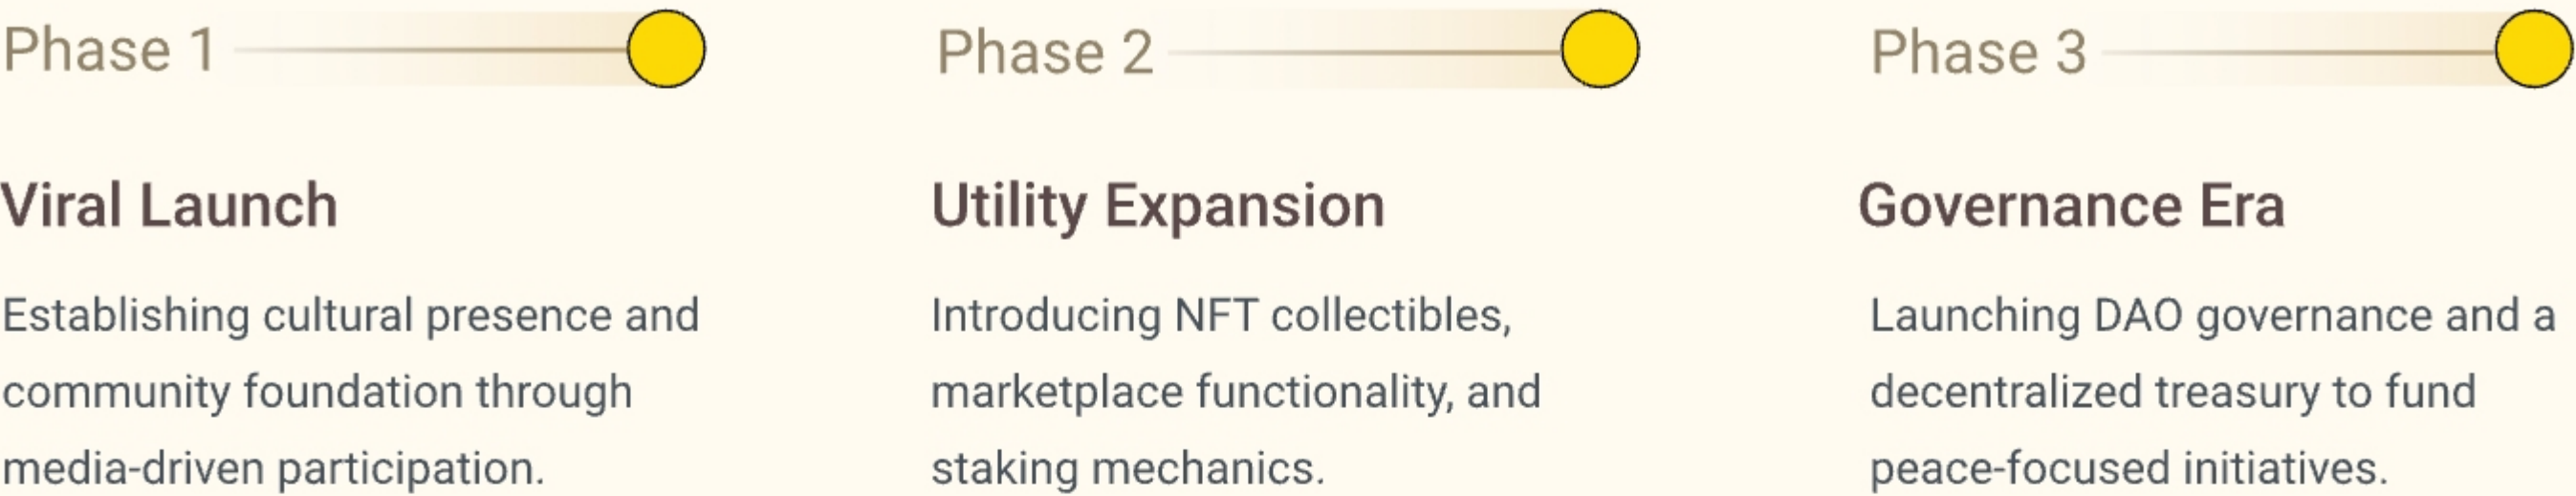 Phase 1
Viral Launch
Establishing cultural presence and
community foundation through
media-driven participation.
Phase 2
Utility Expansion
Introducing NFT collectibles,
marketplace functionality, and
staking mechanics.
Phase 3
Governance Era
Launching DAO governance and a
decentralized treasury to fund
peace-focused initiatives.